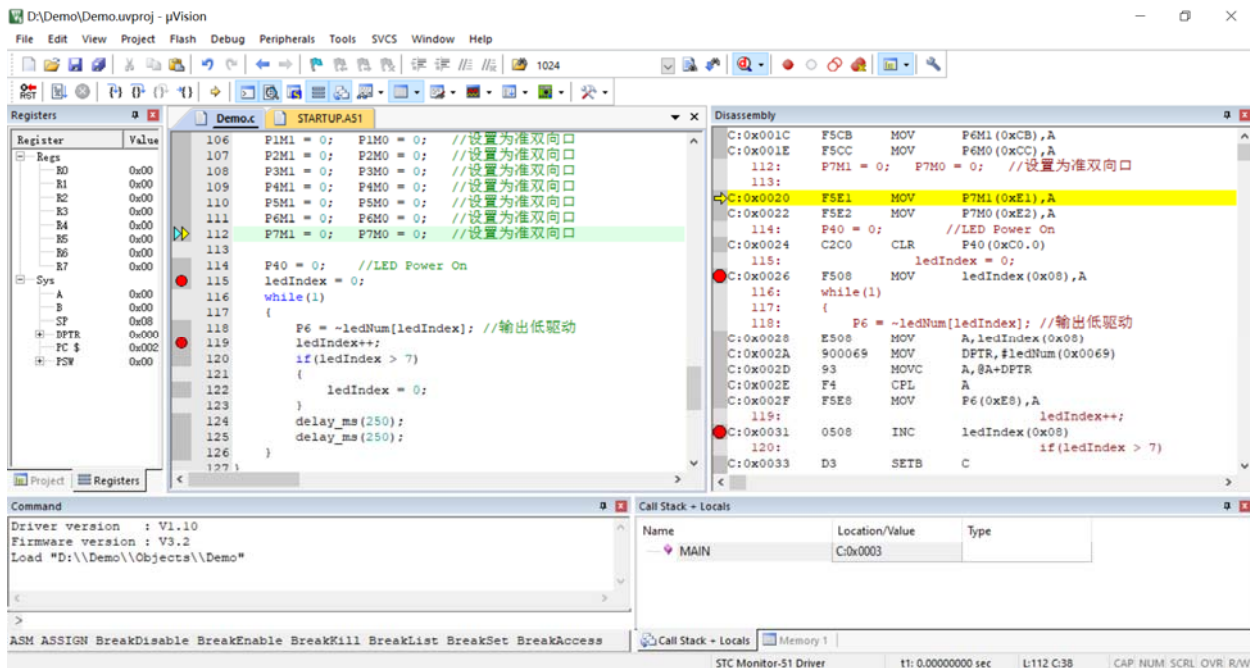 D:\Demo\Demo.uvproj - µVision
File Edit View Project Flash Debug Peripherals Tools SVCS Window Help
1024
RST
Registers
Register Value
Regs
R0 0x00
R1 0x00
R2 0x00
R3 0x00
R4 0x00
R5 0x00
R6 0x00
R7 0x00
Sys
A 0x00
B 0x00
SP 0x08
DPTR 0x000
PC $ 0x002
PSW 0x00
Project Registers
Demo.c STARTUP.A51
106 P1M1 = 0; P1M0 = 0; //设置为准双向口
107 P2M1 = 0; P2M0 = 0; //设置为准双向口
108 P3M1 = 0; P3M0 = 0; //设置为准双向口
109 P4M1 = 0; P4M0 = 0; //设置为准双向口
110 P5M1 = 0; P5M0 = 0; //设置为准双向口
111 P6M1 = 0; P6M0 = 0; //设置为准双向口
112 P7M1 = 0; P7M0 = 0; //设置为准双向口
113
114 P40 = 0; //LED Power On
115 ledIndex = 0;
116 while(1)
117 {
118 P6 = ~ledNum[ledIndex]; //输出低驱动
119 ledIndex++;
120 if(ledIndex > 7)
121 {
122 ledIndex = 0;
123 }
124 delay_ms(250);
125 delay_ms(250);
126 }
127 }
Disassembly
C:0x001C F5CB MOV P6M1(0xCB),A
C:0x001E F5CC MOV P6M0(0xCC),A
112: P7M1 = 0; P7M0 = 0; //设置为准双向口
113:
C:0x0020 F5E1 MOV P7M1(0xE1),A
C:0x0022 F5E2 MOV P7M0(0xE2),A
114: P40 = 0; //LED Power On
C:0x0024 C2C0 CLR P40(0xC0.0)
115: ledIndex = 0;
C:0x0026 F508 MOV ledIndex(0x08),A
116: while(1)
117: {
118: P6 = ~ledNum[ledIndex]; //输出低驱动
C:0x0028 E508 MOV A,ledIndex(0x08)
C:0x002A 900069 MOV DPTR,#ledNum(0x0069)
C:0x002D 93 MOVC A,@A+DPTR
C:0x002E F4 CPL A
C:0x002F F5E8 MOV P6(0xE8),A
119: ledIndex++;
C:0x0031 0508 INC ledIndex(0x08)
120: if(ledIndex > 7)
C:0x0033 D3 SETB C
Command
Driver version : V1.10
Firmware version : V3.2
Load "D:\\Demo\\Objects\\Demo"
>
ASM ASSIGN BreakDisable BreakEnable BreakKill BreakList BreakSet BreakAccess
Call Stack + Locals
Name Location/Value Type
MAIN C:0x0003
Call Stack + Locals Memory 1
STC Monitor-51 Driver t1: 0.00000000 sec L:112 C:38 CAP NUM SCRL OVR R/W